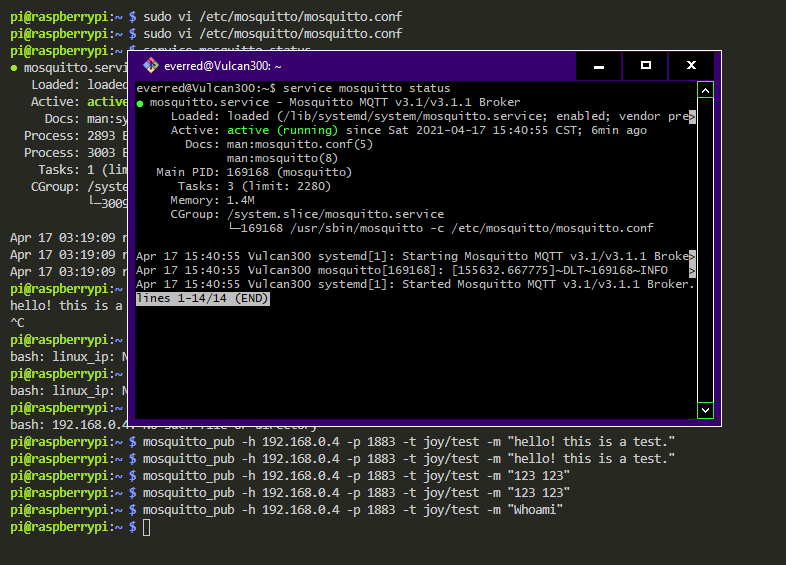 pi@raspberrypi:~ $ sudo vi /etc/mosquitto/mosquitto.conf
pi@raspberrypi:~ $ sudo vi /etc/mosquitto/mosquitto.conf
pi@raspberrypi:~ $ service mosquitto status
● mosquitto.servi
Loaded: loaded
Active: active
Docs: man:sy
Process: 2893 E
Process: 3003 E
Tasks: 1 (lim
CGroup: /syste
└─3009
Apr 17 03:19:09 r
Apr 17 03:19:09 r
Apr 17 03:19:09 r
pi@raspberrypi:~
hello! this is a
^C
pi@raspberrypi:~
bash: linux_ip: N
pi@raspberrypi:~
bash: linux_ip: N
pi@raspberrypi:~
bash: 192.168.0.4: No such file or directory
pi@raspberrypi:~ $ mosquitto_pub -h 192.168.0.4 -p 1883 -t joy/test -m "hello! this is a test."
pi@raspberrypi:~ $ mosquitto_pub -h 192.168.0.4 -p 1883 -t joy/test -m "hello! this is a test."
pi@raspberrypi:~ $ mosquitto_pub -h 192.168.0.4 -p 1883 -t joy/test -m "123 123"
pi@raspberrypi:~ $ mosquitto_pub -h 192.168.0.4 -p 1883 -t joy/test -m "123 123"
pi@raspberrypi:~ $ mosquitto_pub -h 192.168.0.4 -p 1883 -t joy/test -m "Whoami"
pi@raspberrypi:~ $
everred@Vulcan300: ~
everred@Vulcan300:~$ service mosquitto status
● mosquitto.service - Mosquitto MQTT v3.1/v3.1.1 Broker
Loaded: loaded (/lib/systemd/system/mosquitto.service; enabled; vendor pre>
Active: active (running) since Sat 2021-04-17 15:40:55 CST; 6min ago
Docs: man:mosquitto.conf(5)
man:mosquitto(8)
Main PID: 169168 (mosquitto)
Tasks: 3 (limit: 2280)
Memory: 1.4M
CGroup: /system.slice/mosquitto.service
└─169168 /usr/sbin/mosquitto -c /etc/mosquitto/mosquitto.conf
Apr 17 15:40:55 Vulcan300 systemd[1]: Starting Mosquitto MQTT v3.1/v3.1.1 Broke>
Apr 17 15:40:55 Vulcan300 mosquitto[169168]: [155632.667775]~DLT~169168~INFO >
Apr 17 15:40:55 Vulcan300 systemd[1]: Started Mosquitto MQTT v3.1/v3.1.1 Broker.
lines 1-14/14 (END)